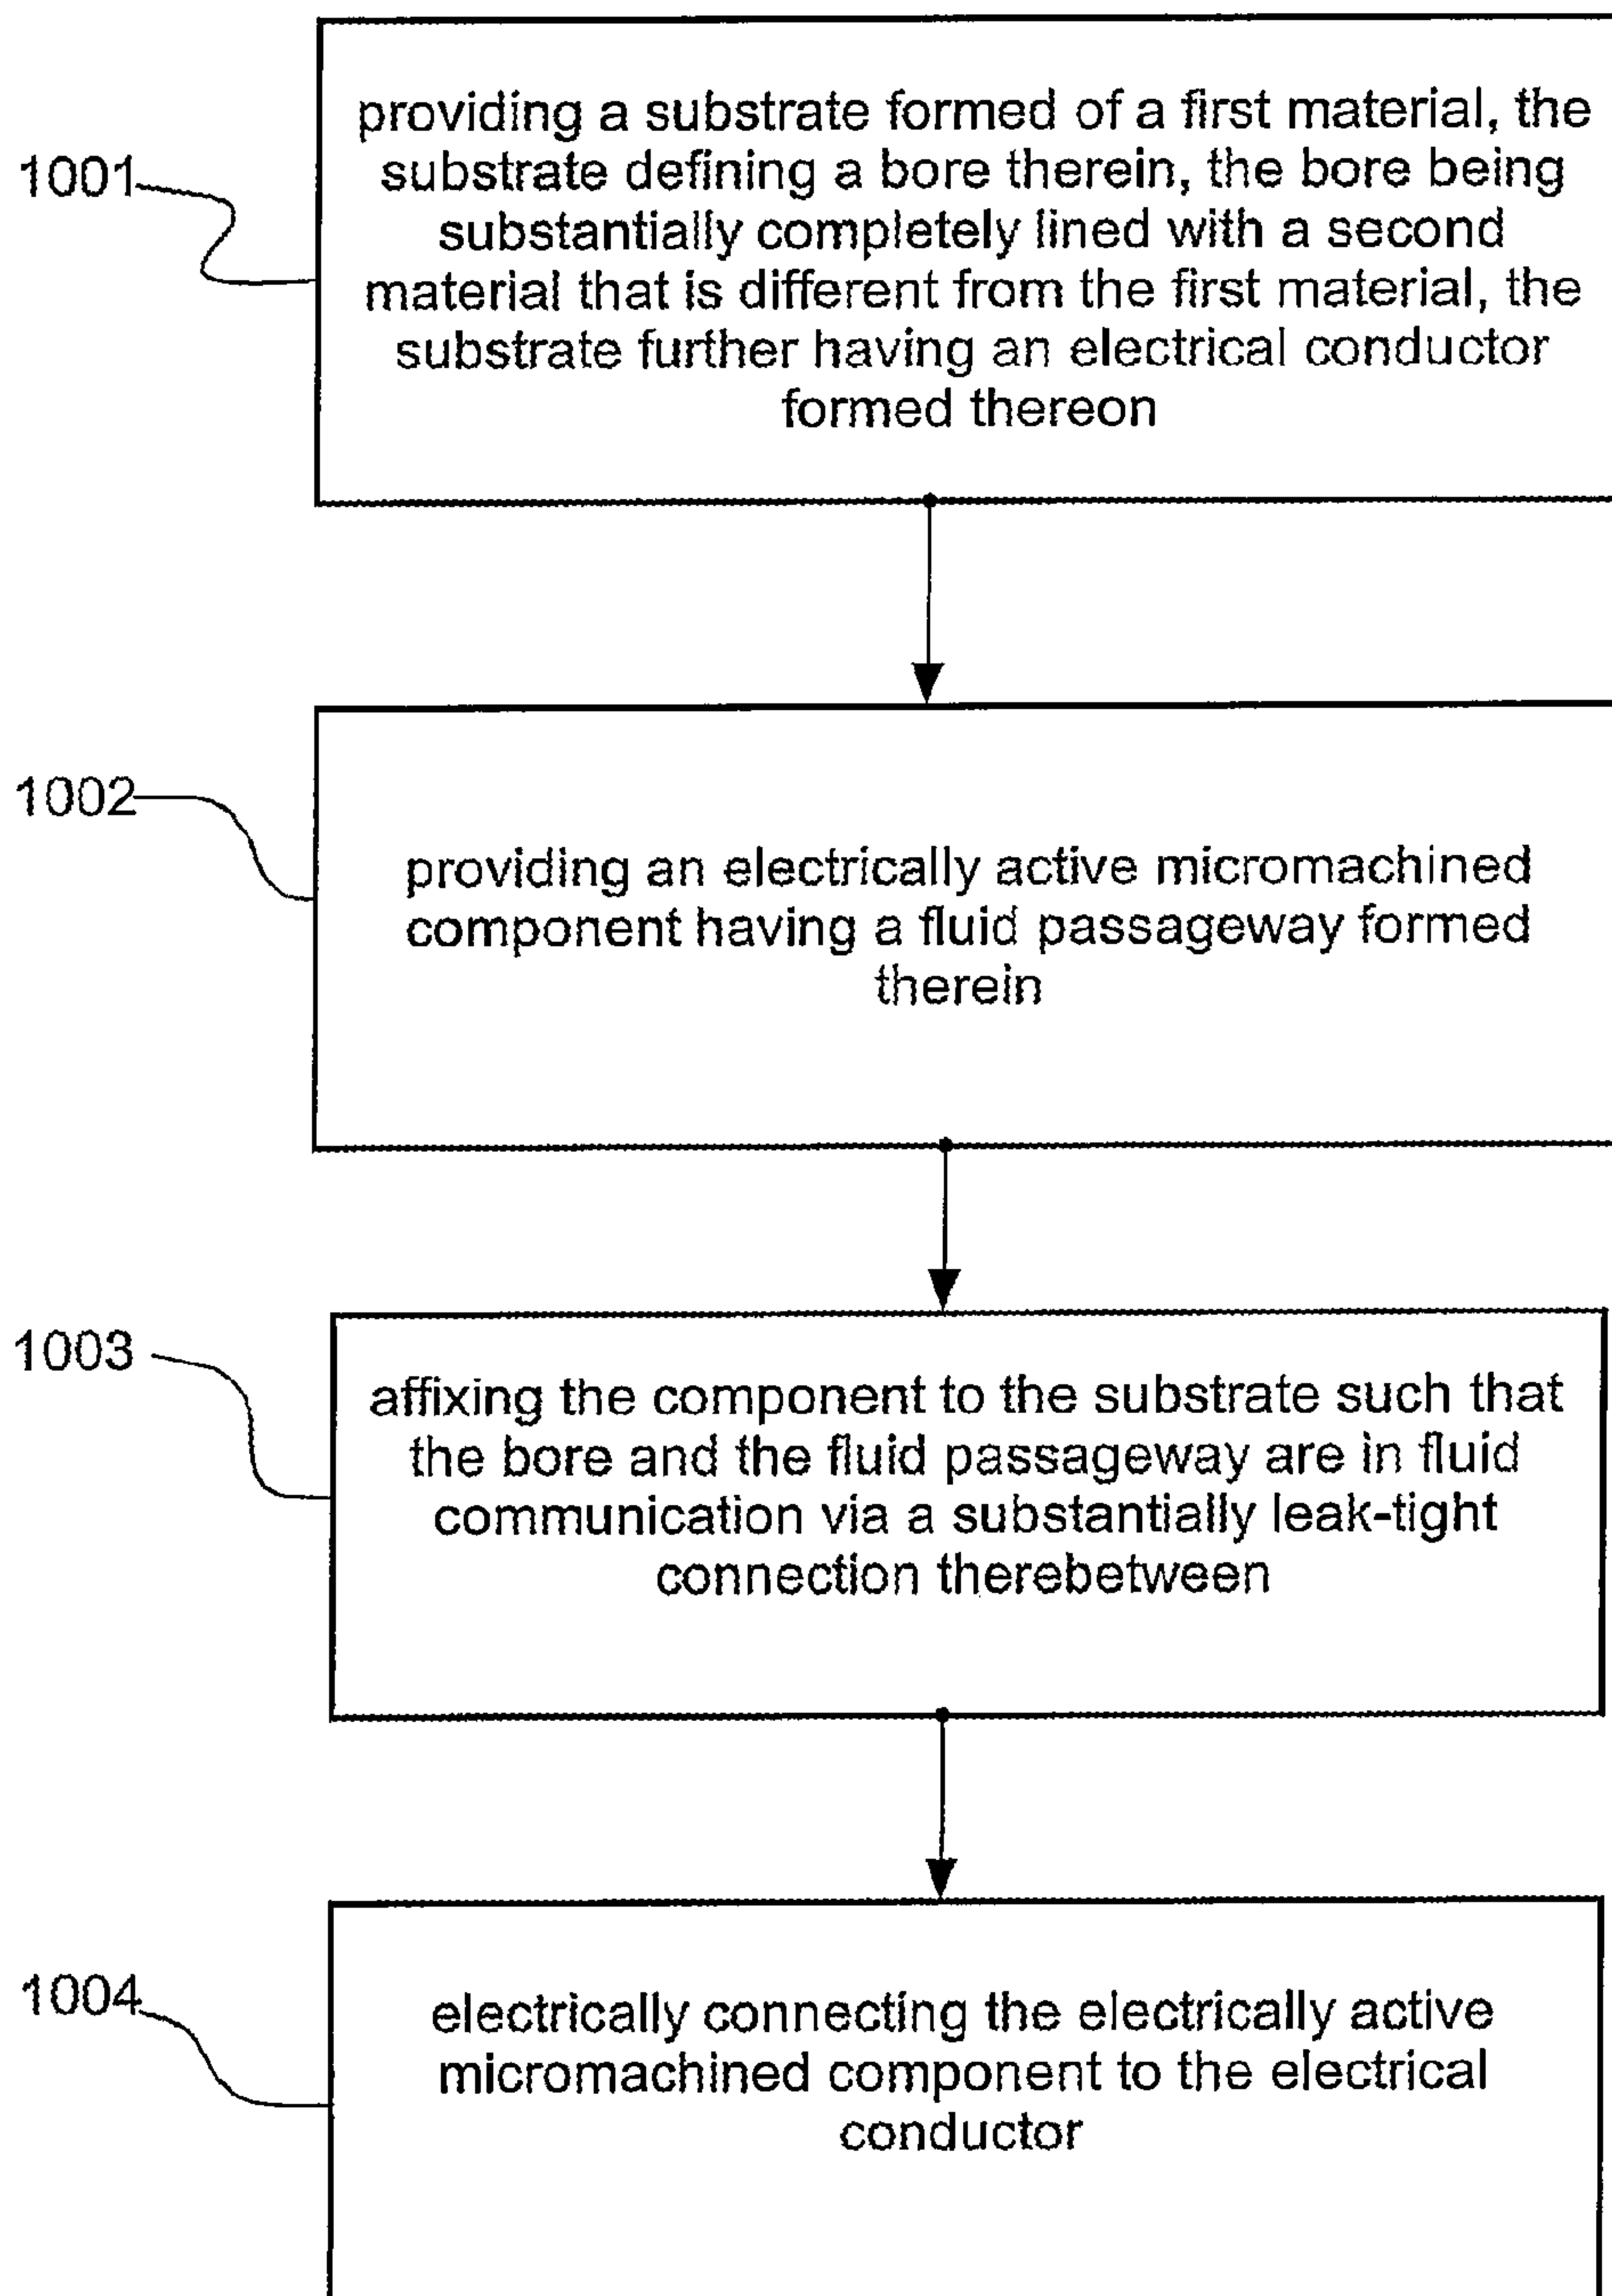 1001
providing a substrate formed of a first material, the
substrate defining a bore therein, the bore being
substantially completely lined with a second
material that is different from the first material, the
substrate further having an electrical conductor
formed thereon
1002
providing an electrically active micromachined
component having a fluid passageway formed
therein
1003
affixing the component to the substrate such that
the bore and the fluid passageway are in fluid
communication via a substantially leak-tight
connection therebetween
1004
electrically connecting the electrically active
micromachined component to the electrical
conductor